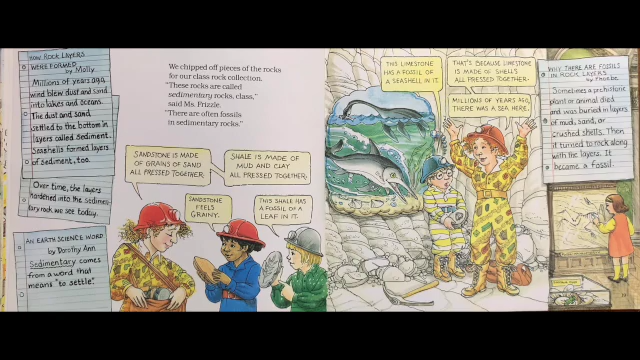 HOW ROCK LAYERS
WERE FORMED
by Molly
Millions of years ago,
wind blew dust and sand
into lakes and oceans.
The dust and sand
settled to the bottom in
layers called sediment.
Seashells formed layers
of sediment, too.
Over time, the layers
hardened into the sedimen-
tary rock we see today.
AN EARTH SCIENCE WORD
by Dorothy Ann
Sedimentary comes
from a word that
means "to settle."
We chipped off pieces of the rocks
for our class rock collection.
"These rocks are called
sedimentary rocks, class,"
said Ms. Frizzle.
"There are often fossils
in sedimentary rocks."
SANDSTONE IS MADE
OF GRAINS OF SAND
ALL PRESSED TOGETHER.
SHALE IS MADE OF
MUD AND CLAY
ALL PRESSED TOGETHER.
SANDSTONE
FEELS
GRAINY.
THIS SHALE HAS
A FOSSIL OF A
LEAF IN IT.
THIS LIMESTONE
HAS A FOSSIL OF
A SEASHELL IN IT.
THAT'S BECAUSE LIMESTONE
IS MADE OF SHELLS
ALL PRESSED TOGETHER.
MILLIONS OF YEARS AGO,
THERE WAS A SEA HERE.
WHY THERE ARE FOSSILS
IN ROCK LAYERS
by Phoebe
Sometimes a prehistoric
plant or animal died
and was buried in layers
of mud, sand, or
crushed shells. Then
it turned to rock along
with the layers. It
became a fossil.